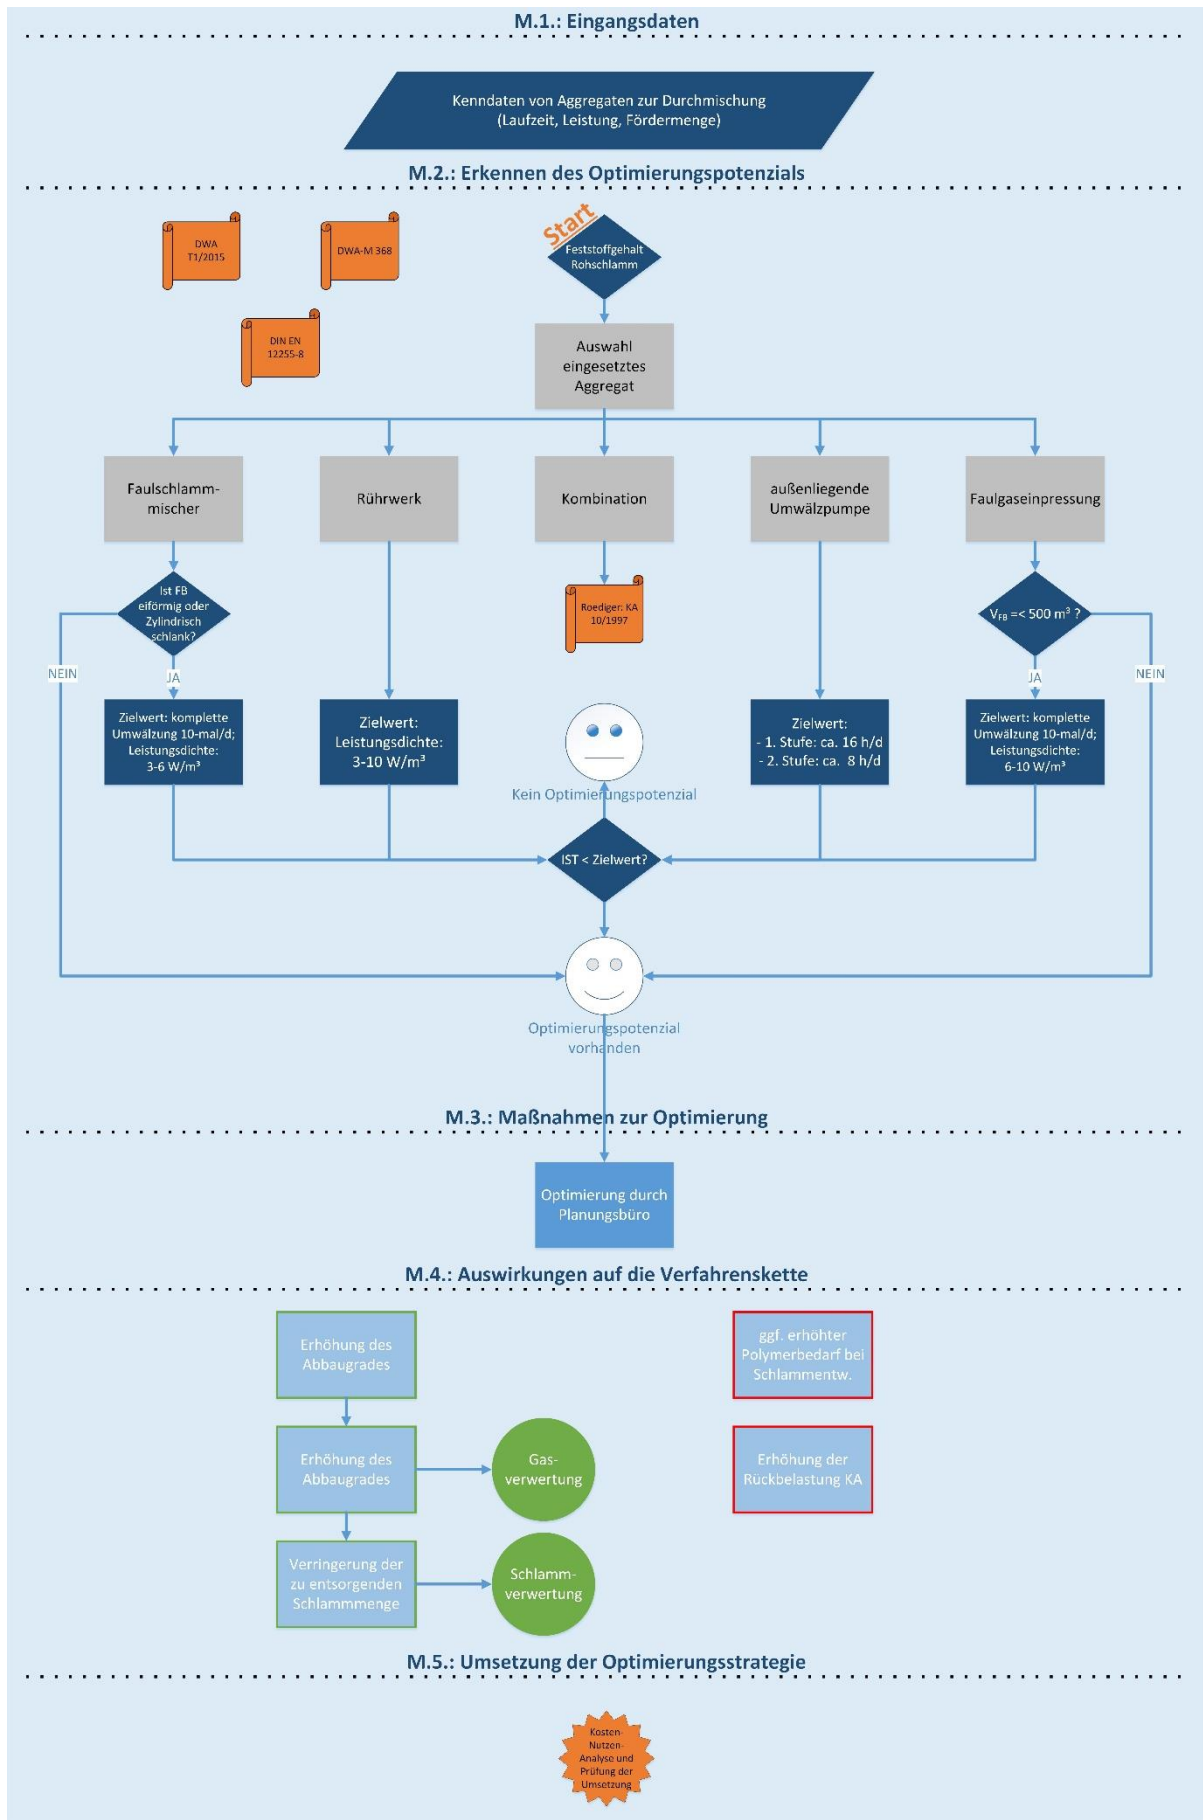 M.1.: Eingangsdaten
Kenndaten von Aggregaten zur Durchmischung
(Laufzeit, Leistung, Fördermenge)
M.2.: Erkennen des Optimierungspotenzials
DWA
T1/2015
DWA-M 368
DIN EN
12255-8
Start
Feststoffgehalt
Rohschlamm
Auswahl
eingesetztes
Aggregat
Faulschlamm-
mischer
Rührwerk
Kombination
außenliegende
Umwälzpumpe
Faulgaseinpressung
Ist FB
eiförmig oder
Zylindrisch
schlank?
Roediger: KA
10/1997
V_FB =< 500 m³ ?
NEIN
JA
JA
NEIN
Zielwert: komplette
Umwälzung 10-mal/d;
Leistungsdichte:
3-6 W/m³
Zielwert:
Leistungsdichte:
3-10 W/m³
Zielwert:
- 1. Stufe: ca. 16 h/d
- 2. Stufe: ca. 8 h/d
Zielwert: komplette
Umwälzung 10-mal/d;
Leistungsdichte:
6-10 W/m³
Kein Optimierungspotenzial
IST < Zielwert?
Optimierungspotenzial
vorhanden
M.3.: Maßnahmen zur Optimierung
Optimierung durch
Planungsbüro
M.4.: Auswirkungen auf die Verfahrenskette
Erhöhung des
Abbaugrades
ggf. erhöhter
Polymerbedarf bei
Schlammentw.
Erhöhung des
Abbaugrades
Gas-
verwertung
Erhöhung der
Rückbelastung KA
Verringerung der
zu entsorgenden
Schlammmenge
Schlamm-
verwertung
M.5.: Umsetzung der Optimierungsstrategie
Kosten-
Nutzen-
Analyse und
Prüfung der
Umsetzung